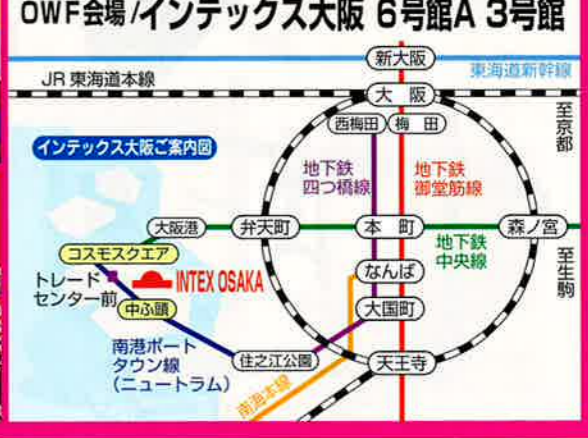 OWF会場/インテックス大阪 6号館A 3号館
新大阪
東海道新幹線
JR 東海道本線
大 阪
西梅田
梅 田
至京都
インテックス大阪ご案内図
地下鉄
四つ橋線
地下鉄
御堂筋線
大阪港
弁天町
本 町
森ノ宮
地下鉄
中央線
コスモスクエア
なんば
至生駒
トレード
センター前
INTEX OSAKA
中ふ頭
大国町
南港ポート
タウン線
(ニュートラム)
住之江公園
天王寺
南海本線